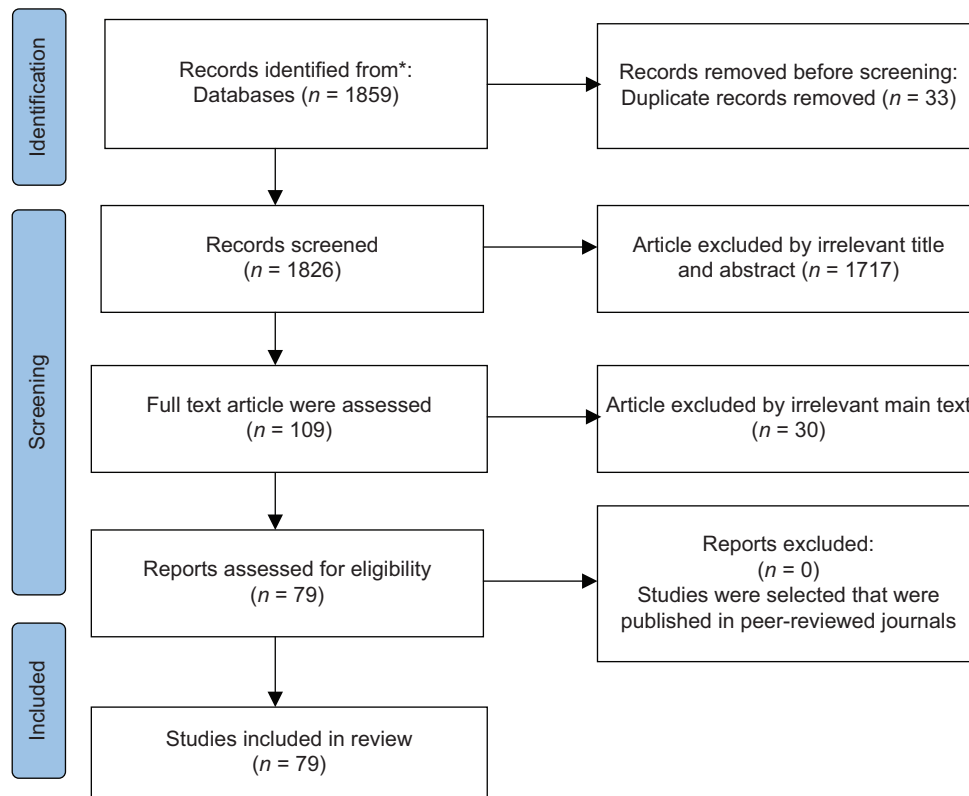 Identification
Records identified from*:
Databases (n = 1859)
Records removed before screening:
Duplicate records removed (n = 33)
Screening
Records screened
(n = 1826)
Article excluded by irrelevant title
and abstract (n = 1717)
Full text article were assessed
(n = 109)
Article excluded by irrelevant main text
(n = 30)
Reports assessed for eligibility
(n = 79)
Reports excluded:
(n = 0)
Studies were selected that were
published in peer-reviewed journals
Included
Studies included in review
(n = 79)